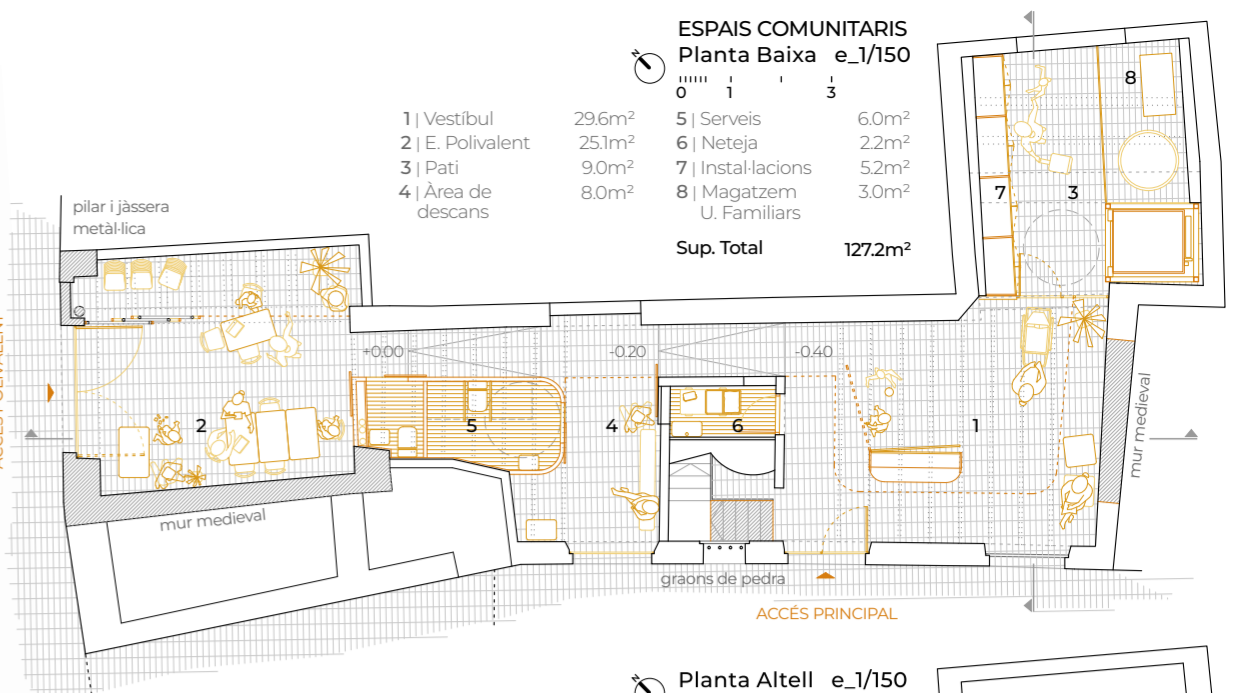 ESPAIS COMUNITARIS
Planta Baixa e_1/150
N
0 1 3
1 | Vestíbul 29.6m²
2 | E. Polivalent 25.1m²
3 | Pati 9.0m²
4 | Àrea de descans 8.0m²
5 | Serveis 6.0m²
6 | Neteja 2.2m²
7 | Instal·lacions 5.2m²
8 | Magatzem 3.0m²
U. Familiars
Sup. Total 127.2m²
pilar i jàssera
metàl·lica
8
7
3
+0.00
-0.20
-0.40
2
5
4
6
1
mur medieval
mur medieval
graons de pedra
ACCÉS PRINCIPAL
N
Planta Altell e_1/150